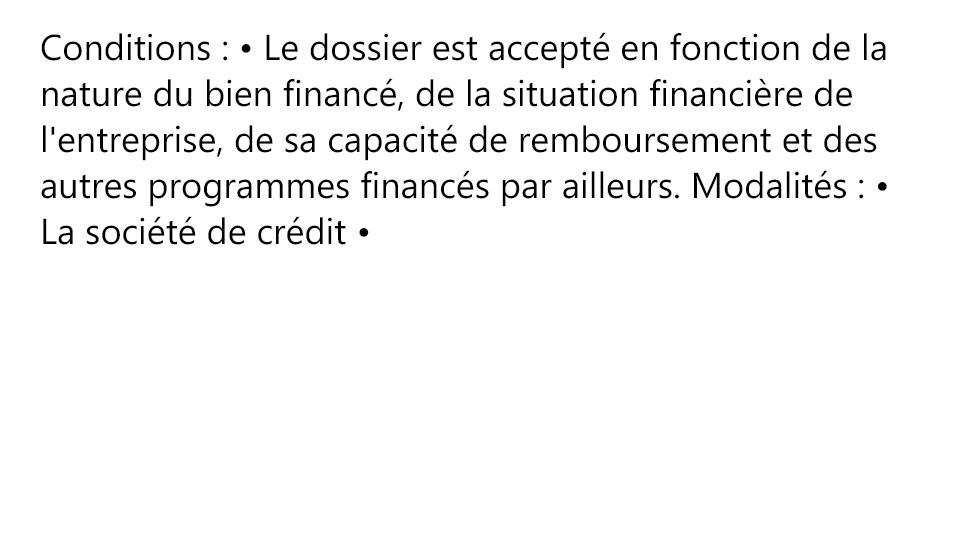 Conditions : • Le dossier est accepté en fonction de la
nature du bien financé, de la situation financière de
l'entreprise, de sa capacité de remboursement et des
autres programmes financés par ailleurs. Modalités : •
La société de crédit •